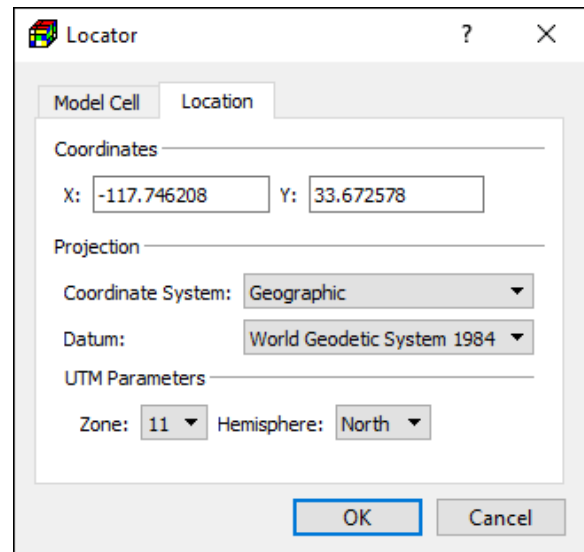 Locator ? ×
Model Cell Location
Coordinates
X: -117.746208 Y: 33.672578
Projection
Coordinate System: Geographic
Datum: World Geodetic System 1984
UTM Parameters
Zone: 11 Hemisphere: North
OK Cancel